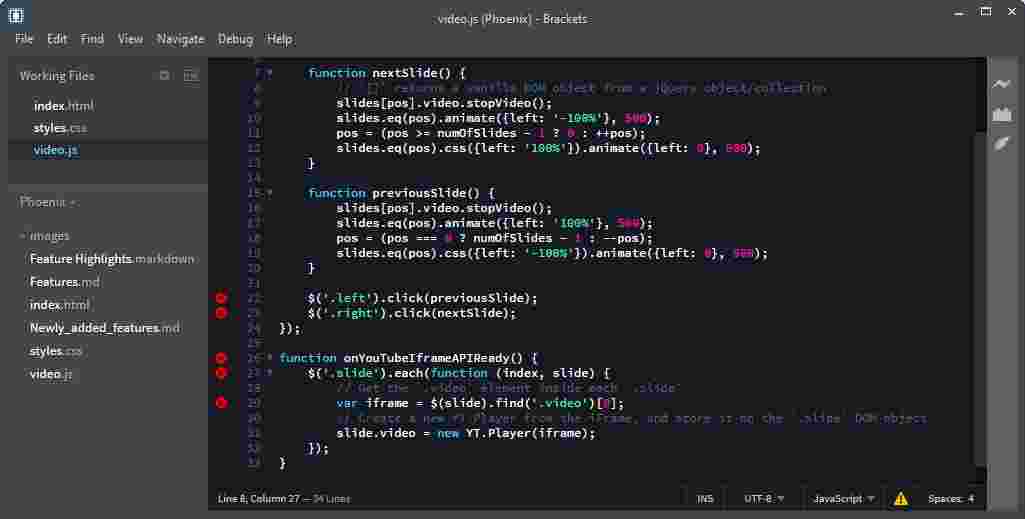 video.js (Phoenix) - Brackets
File Edit Find View Navigate Debug Help
Working Files
index.html
styles.css
video.js
Phoenix
images
Feature Highlights.markdown
Features.md
index.html
Newly_added_features.md
styles.css
video.js
7 function nextSlide() {
8 // `[]` returns a vanilla DOM object from a jQuery object/collection
9 slides[pos].video.stopVideo();
10 slides.eq(pos).animate({left: '-100%'}, 500);
11 pos = (pos >= numOfSlides - 1 ? 0 : ++pos);
12 slides.eq(pos).css({left: '100%'}).animate({left: 0}, 500);
13 }
14
15 function previousSlide() {
16 slides[pos].video.stopVideo();
17 slides.eq(pos).animate({left: '100%'}, 500);
18 pos = (pos === 0 ? numOfSlides - 1 : --pos);
19 slides.eq(pos).css({left: '-100%'}).animate({left: 0}, 500);
20 }
21
22 $('.left').click(previousSlide);
23 $('.right').click(nextSlide);
24 });
25
26 function onYouTubeIframeAPIReady() {
27 $('.slide').each(function (index, slide) {
28 // Get the `.video` element inside each `.slide`
29 var iframe = $(slide).find('.video')[0];
30 // Create a new YT.Player from the iFrame, and store it on the `.slide` DOM object
31 slide.video = new YT.Player(iframe);
32 });
33 }
Line 8, Column 27 — 34 Lines
INS UTF-8 JavaScript Spaces: 4